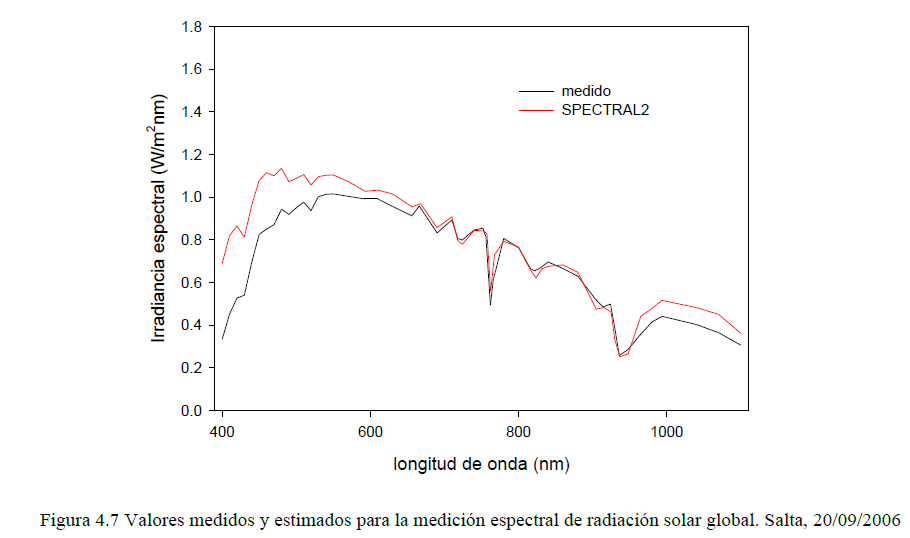 1.8
1.6
1.4
1.2
1.0
0.8
0.6
0.4
0.2
0.0
Irradiancia espectral (W/m²nm)
medido
SPECTRAL2
400 600 800 1000
longitud de onda (nm)
Figura 4.7 Valores medidos y estimados para la medición espectral de radiación solar global. Salta, 20/09/2006